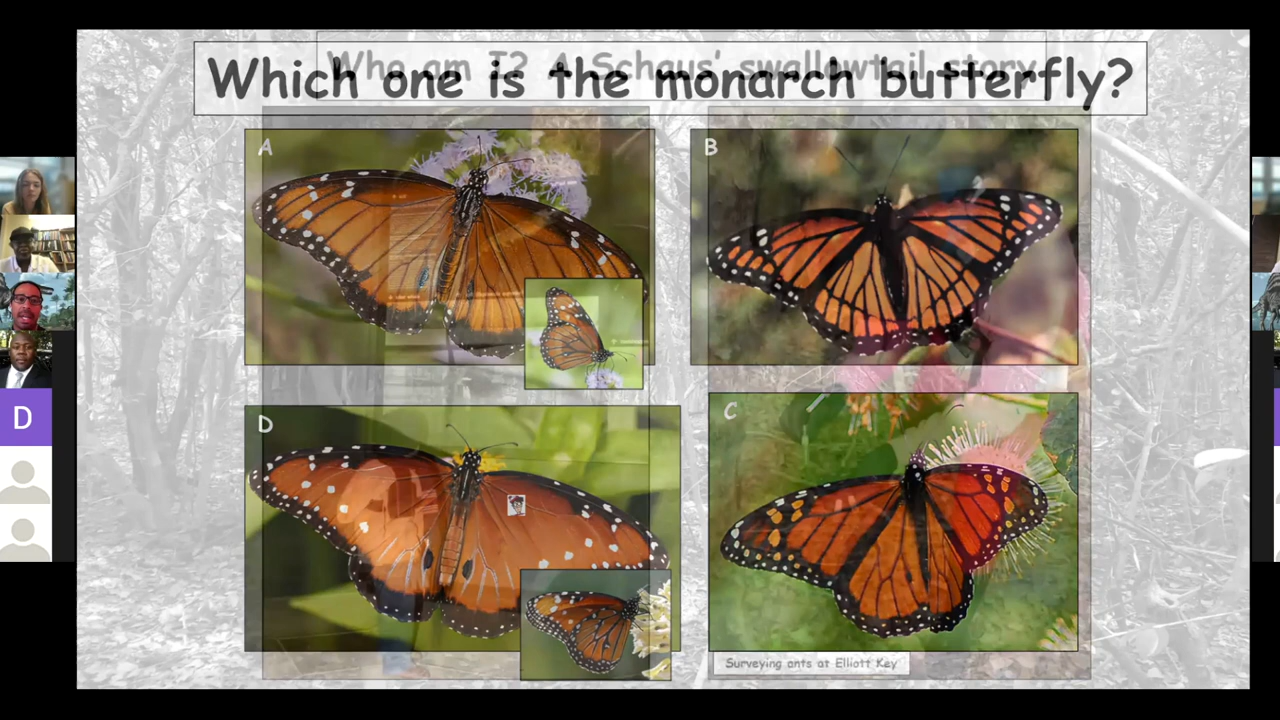 Who am I? A Schaus' swallowtail story
Which one is the monarch butterfly?
A
B
D
C
D
Surveying ants at Elliott Key